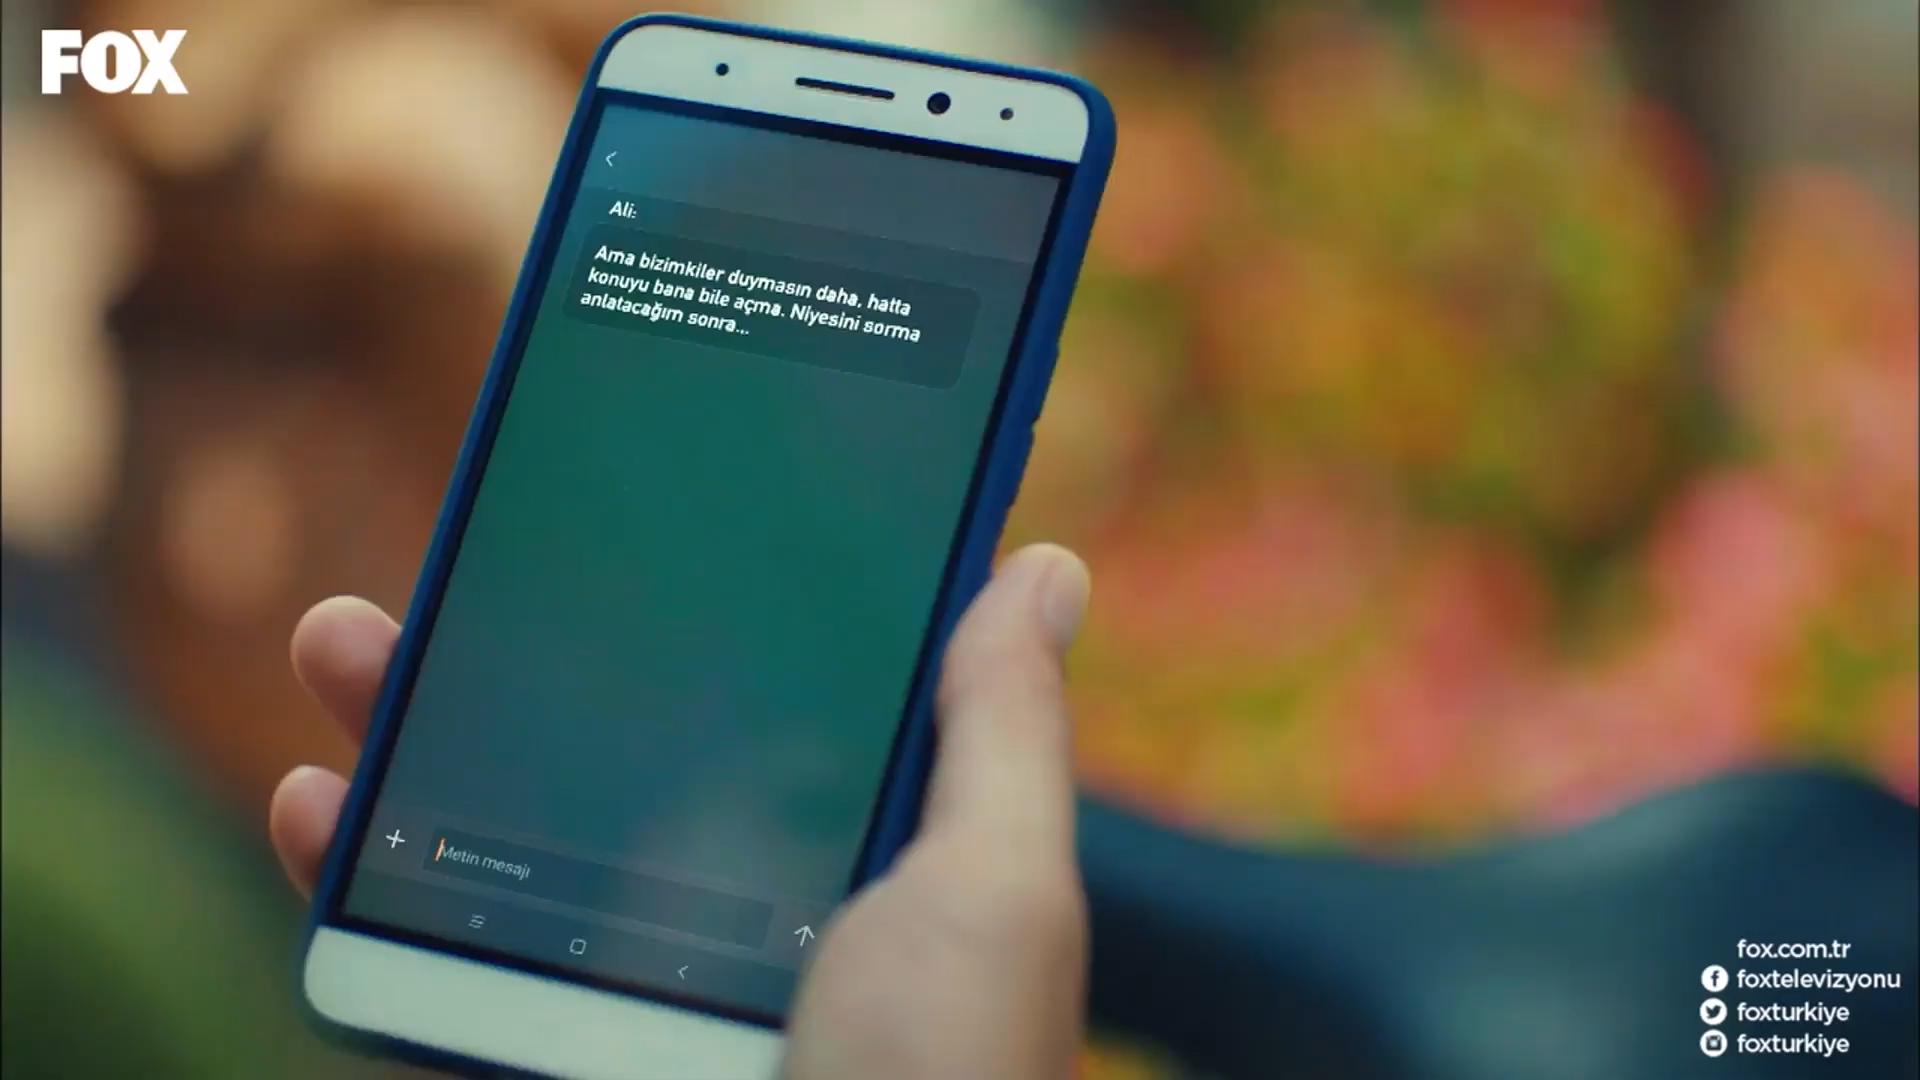 FOX
Ali:
Ama bizimkiler duymasın daha, hatta
konuyu bana bile açma. Niyesini sorma
anlatacağım sonra...
Metin mesajı
fox.com.tr
foxtelevizyonu
foxturkiye
foxturkiye